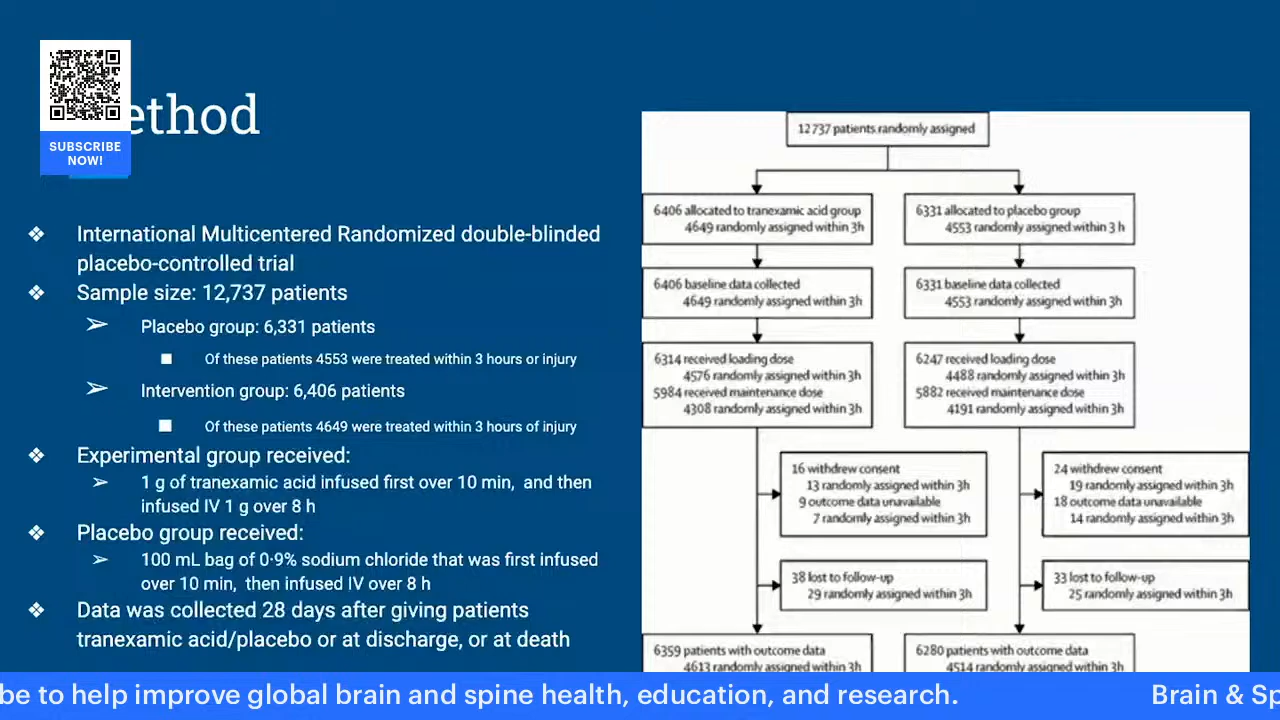 ethod
SUBSCRIBE
NOW!
❖ International Multicentered Randomized double-blinded
placebo-controlled trial
❖ Sample size: 12,737 patients
➢ Placebo group: 6,331 patients
■ Of these patients 4553 were treated within 3 hours or injury
➢ Intervention group: 6,406 patients
■ Of these patients 4649 were treated within 3 hours of injury
❖ Experimental group received:
➢ 1 g of tranexamic acid infused first over 10 min, and then
infused IV 1 g over 8 h
❖ Placebo group received:
➢ 100 mL bag of 0·9% sodium chloride that was first infused
over 10 min, then infused IV over 8 h
❖ Data was collected 28 days after giving patients
tranexamic acid/placebo or at discharge, or at death
12 737 patients randomly assigned
6406 allocated to tranexamic acid group
4649 randomly assigned within 3h
6331 allocated to placebo group
4553 randomly assigned within 3 h
6406 baseline data collected
4649 randomly assigned within 3h
6331 baseline data collected
4553 randomly assigned within 3h
6314 received loading dose
4576 randomly assigned within 3h
5984 received maintenance dose
4308 randomly assigned within 3h
6247 received loading dose
4488 randomly assigned within 3h
5882 received maintenance dose
4191 randomly assigned within 3h
16 withdrew consent
13 randomly assigned within 3h
9 outcome data unavailable
7 randomly assigned within 3h
24 withdrew consent
19 randomly assigned within 3h
18 outcome data unavailable
14 randomly assigned within 3h
38 lost to follow-up
29 randomly assigned within 3h
33 lost to follow-up
25 randomly assigned within 3h
6359 patients with outcome data
4613 randomly assigned within 3h
6280 patients with outcome data
4514 randomly assigned within 3h
be to help improve global brain and spine health, education, and research.
Brain & Sp